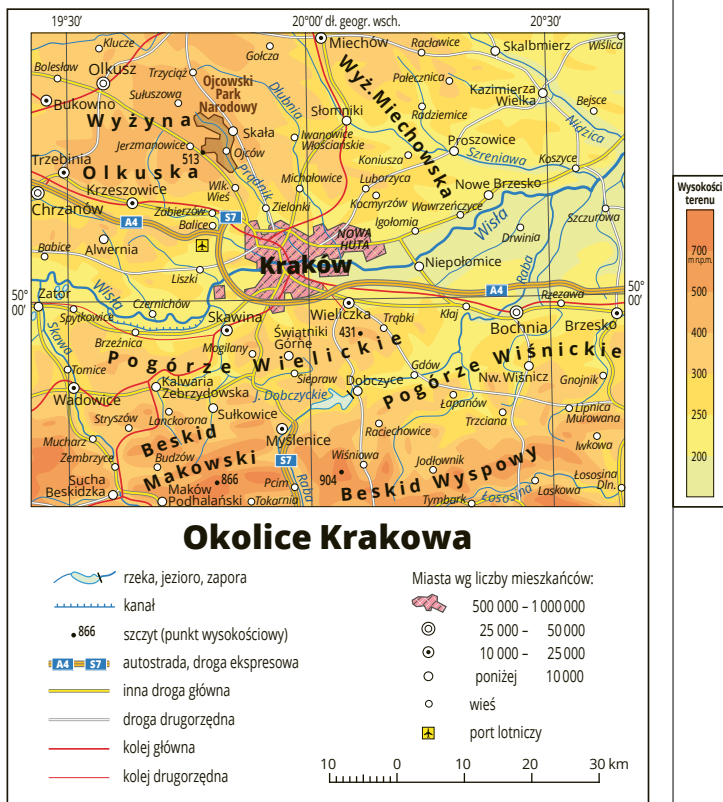 19°30'
20°00' dł. geogr. wsch.
20°30'
Klucze
Gołcza
Miechów
Racławice
Skalbmierz
Wiślica
Bolesław
Olkusz
Trzyciąż
Ojcowski
Park
Narodowy
Dłubnia
Wyż. Miechowska
Pałecznica
Kazimierza
Wielka
Bejsce
Bukowno
Sułuszowa
Słomniki
Radziemice
Nidzica
Wyżyna
Skała
Iwanowice
Włościańskie
Proszowice
Jerzmanowice
513
Ojców
Koniusza
Szreniawa
Koszyce
Trzebinia
Olkuska
Prądnik
Michałowice
Luborzyca
Nowe Brzesko
Krzeszowice
Wlk.
Wieś
Kocmyrzów
Wawrzeńczyce
Chrzanów
Zabierzów
S7
Zielonki
Igołomia
Szczurowa
A4
Balice
NOWA
HUTA
Wisła
Drwinia
Babice
Alwernia
Kraków
Niepołomice
Raba
Liszki
50°
00'
Zator
Wisła
Czernichów
A4
Rzezawa
50°
00'
Spytkowice
Skawina
Wieliczka
Trąbki
Kłaj
Bochnia
Brzesko
Skawa
Brzeźnica
Świątniki
Górne
431
Mogilany
Pogórze Wielickie
Pogórze Wiśnickie
Tomice
Siepraw
Gdów
Nw. Wiśnicz
Gnojnik
Wadowice
Kalwaria
Zebrzydowska
J. Dobczyckie
Dobczyce
Łapanów
Lipnica
Murowana
Stryszów
Lanckorona
Sułkowice
Trzciana
Mucharz
Beskid
Makowski
Myślenice
Raciechowice
Iwkowa
Zembrzyce
Budzów
S7
Wiśniowa
Jodłownik
Sucha
Beskidzka
866
Pcim
904
Beskid Wyspowy
Łososina
Dln.
Maków
Podhalański
Tokarnia
Raba
Tymbark
Łososina
Laskowa
Wysokości
terenu
700
m n.p.m.
500
400
300
250
200
Okolice Krakowa
rzeka, jezioro, zapora
kanał
866 szczyt (punkt wysokościowy)
A4 S7 autostrada, droga ekspresowa
inna droga główna
droga drugorzędna
kolej główna
kolej drugorzędna
Miasta wg liczby mieszkańców:
500 000 – 1 000 000
25 000 – 50 000
10 000 – 25 000
poniżej 10 000
wieś
port lotniczy
10 0 10 20 30 km